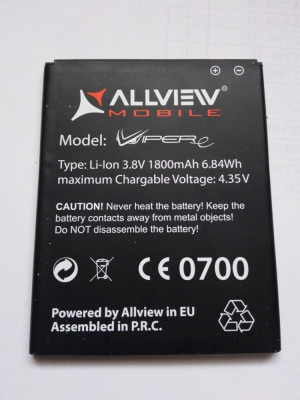 ALLVIEW
MOBILE
Model: VIPER e
Type: Li-Ion 3.8V 1800mAh 6.84Wh
maximum Chargable Voltage: 4.35V
CAUTION! Never heat the battery! Keep the
battery contacts away from metal objects!
Do NOT disassemble the battery!
CE 0700
Powered by Allview in EU
Assembled in P.R.C.